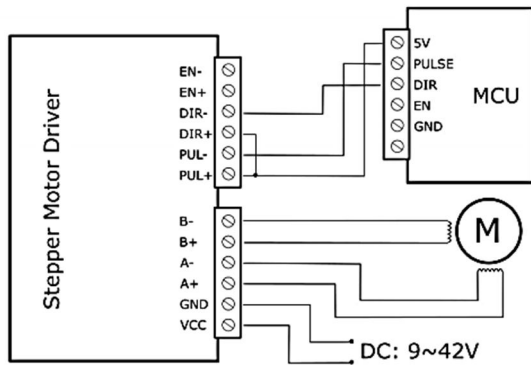 Stepper Motor Driver
EN-
EN+
DIR-
DIR+
PUL-
PUL+
B-
B+
A-
A+
GND
VCC
5V
PULSE
DIR
EN
GND
MCU
M
DC: 9~42V